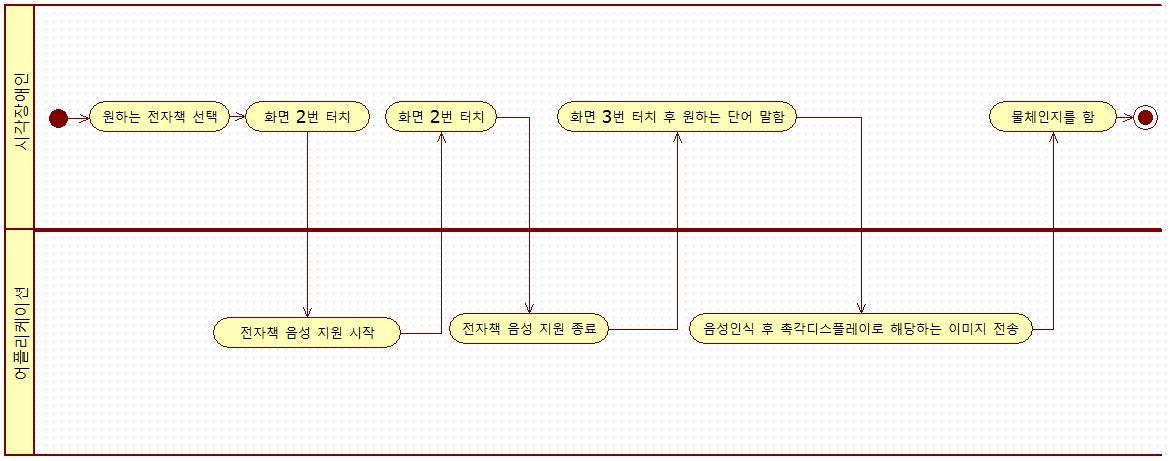 시각장애인
원하는 전자책 선택
화면 2번 터치
화면 2번 터치
화면 3번 터치 후 원하는 단어 말함
물체인지를 함
어플리케이션
전자책 음성 지원 시작
전자책 음성 지원 종료
음성인식 후 촉각디스플레이로 해당하는 이미지 전송